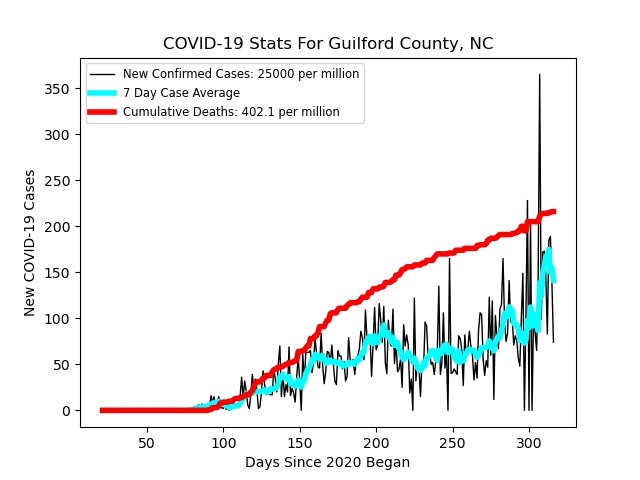 COVID-19 Stats For Guilford County, NC
New Confirmed Cases: 25000 per million
7 Day Case Average
Cumulative Deaths: 402.1 per million
New COVID-19 Cases
350
300
250
200
150
100
50
0
50 100 150 200 250 300
Days Since 2020 Began